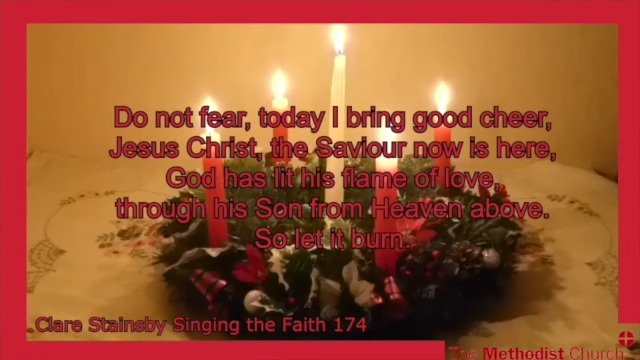 Do not fear, today I bring good cheer,
Jesus Christ, the Saviour now is here,
God has lit his flame of love,
through his Son from Heaven above.
So let it burn.
Clare Stainsby Singing the Faith 174
The Methodist Church